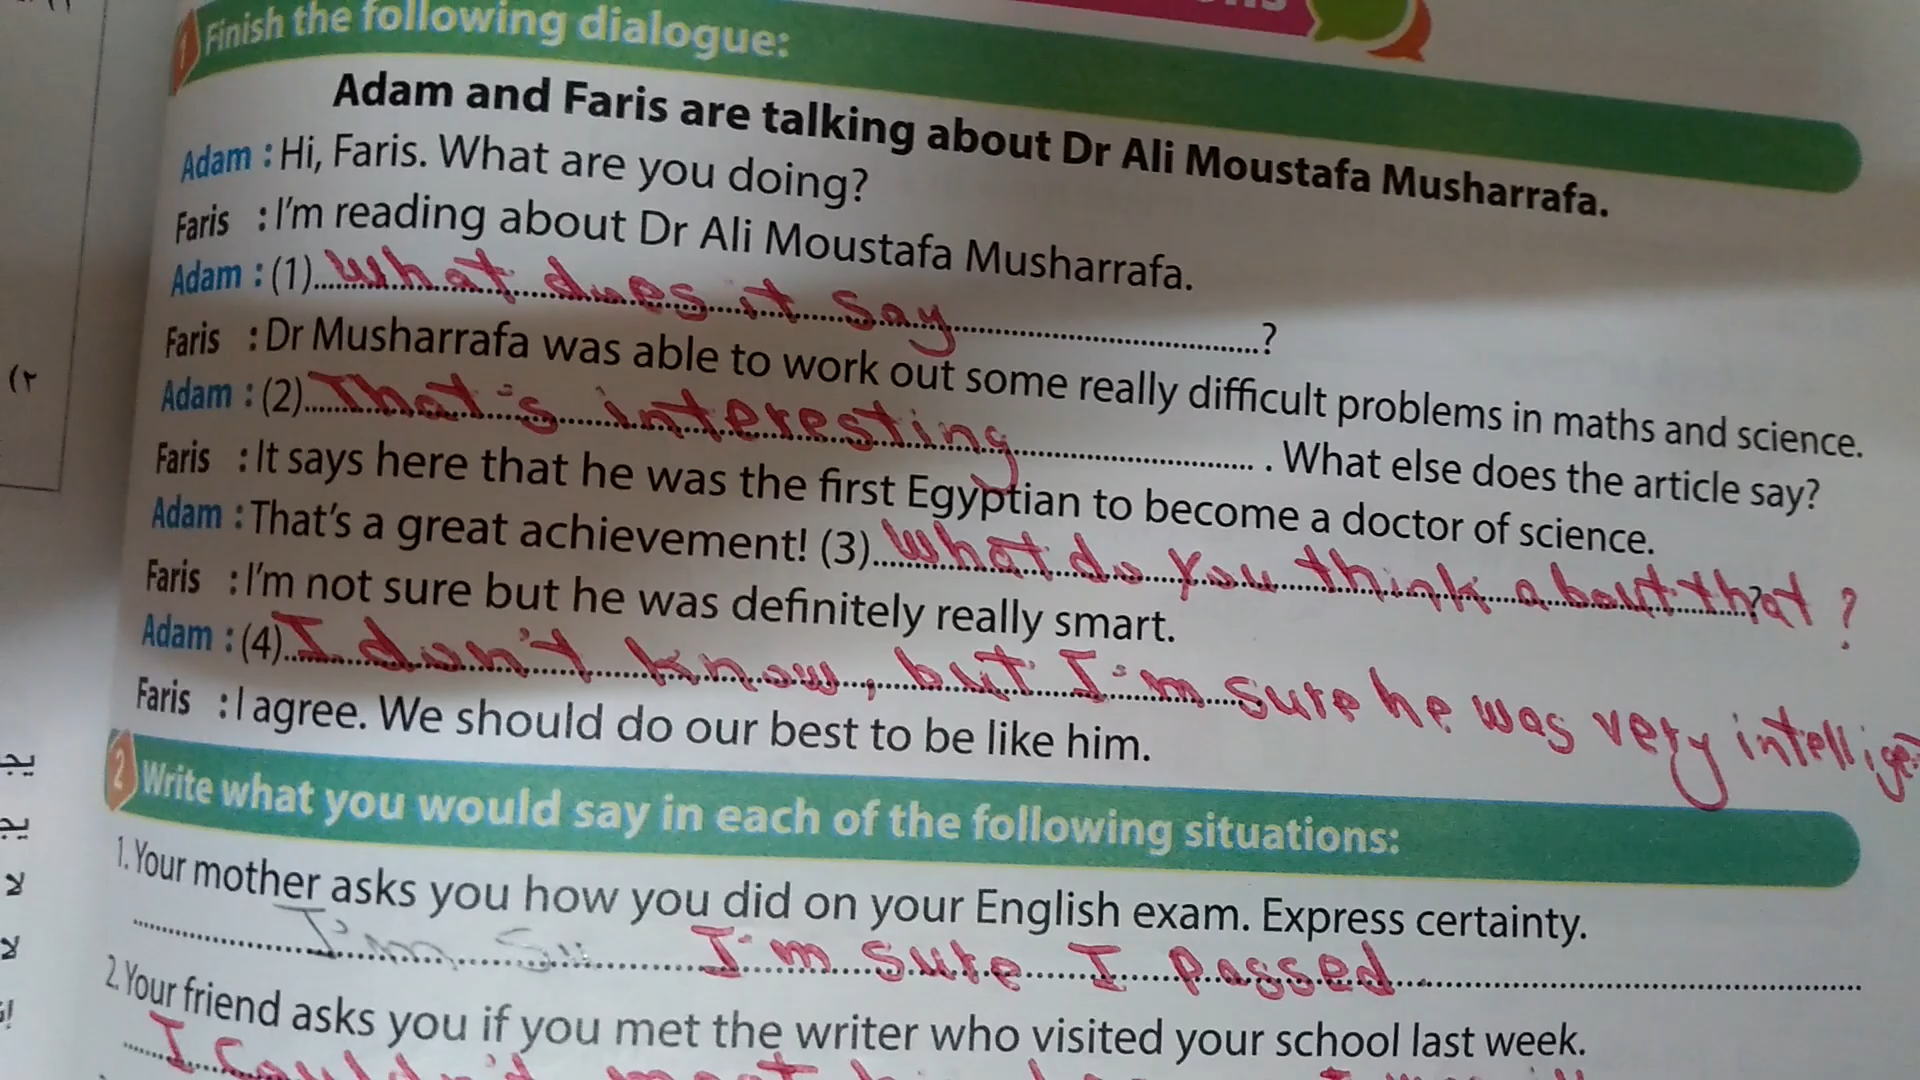 1 Finish the following dialogue:
Adam and Faris are talking about Dr Ali Moustafa Musharrafa.
Adam : Hi, Faris. What are you doing?
Faris : I'm reading about Dr Ali Moustafa Musharrafa.
Adam : (1) What does it say ?
Faris : Dr Musharrafa was able to work out some really difficult problems in maths and science.
Adam : (2) That's interesting . What else does the article say?
Faris : It says here that he was the first Egyptian to become a doctor of science.
Adam : That's a great achievement! (3) What do you think about that ?
Faris : I'm not sure but he was definitely really smart.
Adam : (4) I don't know, but I'm sure he was very
Faris : I agree. We should do our best to be like him.
2 Write what you would say in each of the following situations:
1. Your mother asks you how you did on your English exam. Express certainty.
I'm I'm sure I passed
2. Your friend asks you if you met the writer who visited your school last week.
I couldn't meet
(٢